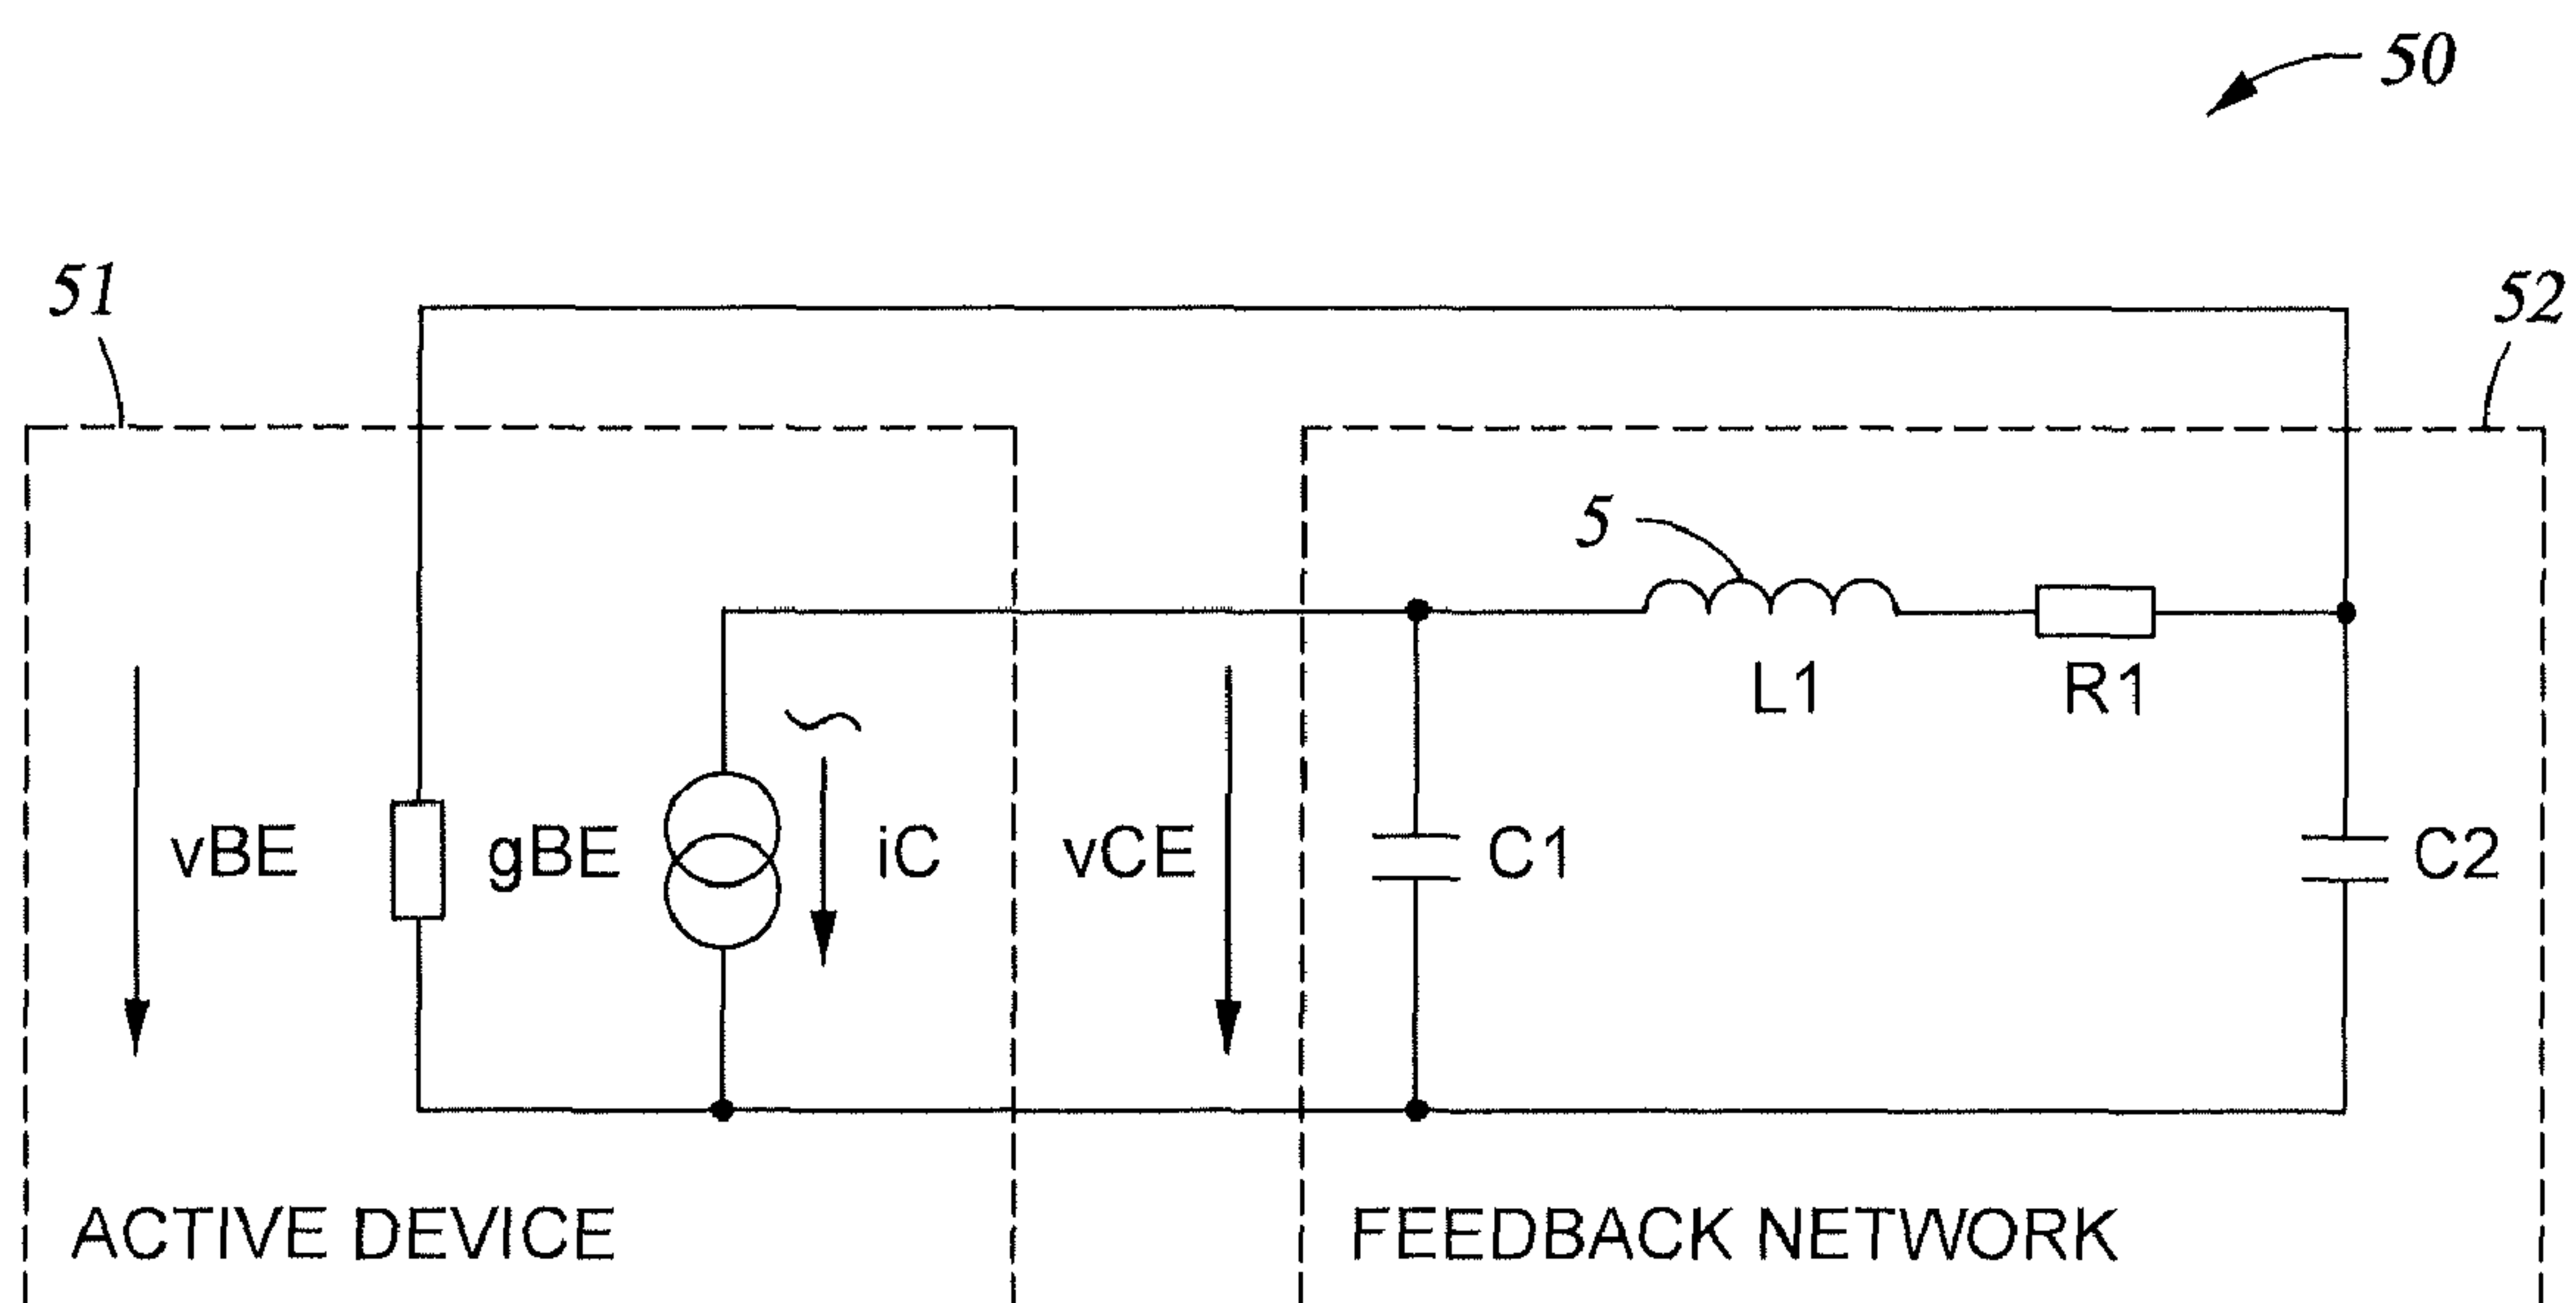 50
51
52
5
L1
R1
vBE
gBE
iC
vCE
C1
C2
ACTIVE DEVICE
FEEDBACK NETWORK